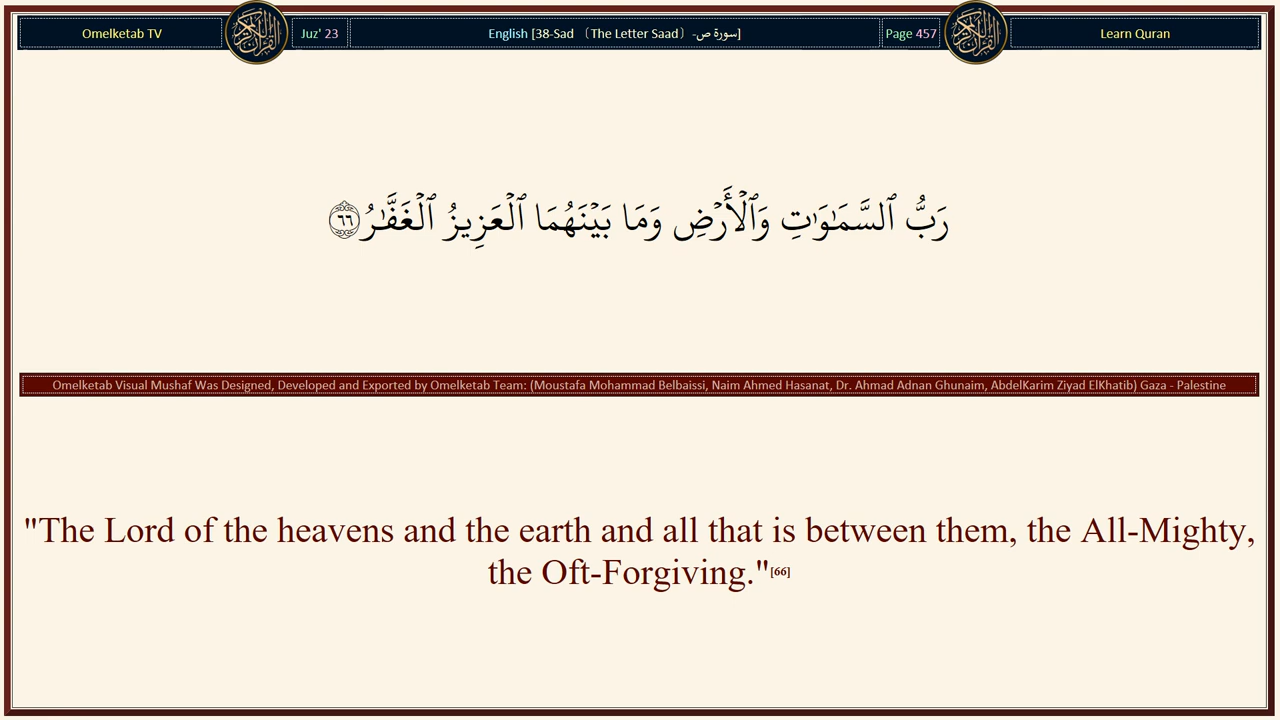 Omelketab TV
Juz' 23
English [38-Sad （The Letter Saad） -سورة ص]
Page 457
Learn Quran
رَبُّ ٱلسَّمَـٰوَٰتِ وَٱلْأَرْضِ وَمَا بَيْنَهُمَا ٱلْعَزِيزُ ٱلْغَفَّـٰرُ ٦٦
Omelketab Visual Mushaf Was Designed, Developed and Exported by Omelketab Team: (Moustafa Mohammad Belbaissi, Naim Ahmed Hasanat, Dr. Ahmad Adnan Ghunaim, AbdelKarim Ziyad ElKhatib) Gaza - Palestine
"The Lord of the heavens and the earth and all that is between them, the All-Mighty,
the Oft-Forgiving."[66]